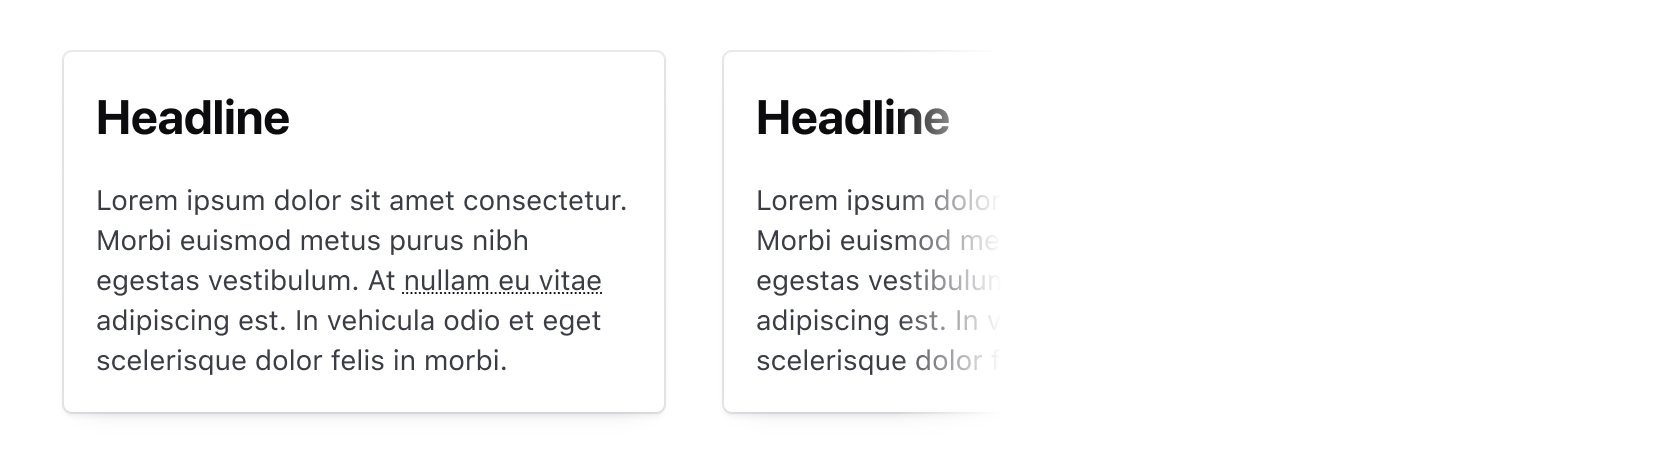 Headline
Lorem ipsum dolor sit amet consectetur.
Morbi euismod metus purus nibh
egestas vestibulum. At nullam eu vitae
adipiscing est. In vehicula odio et eget
scelerisque dolor felis in morbi.
Headline
Lorem ipsum dolor
Morbi euismod
egestas
adipiscing est. In
scelerisque dolor